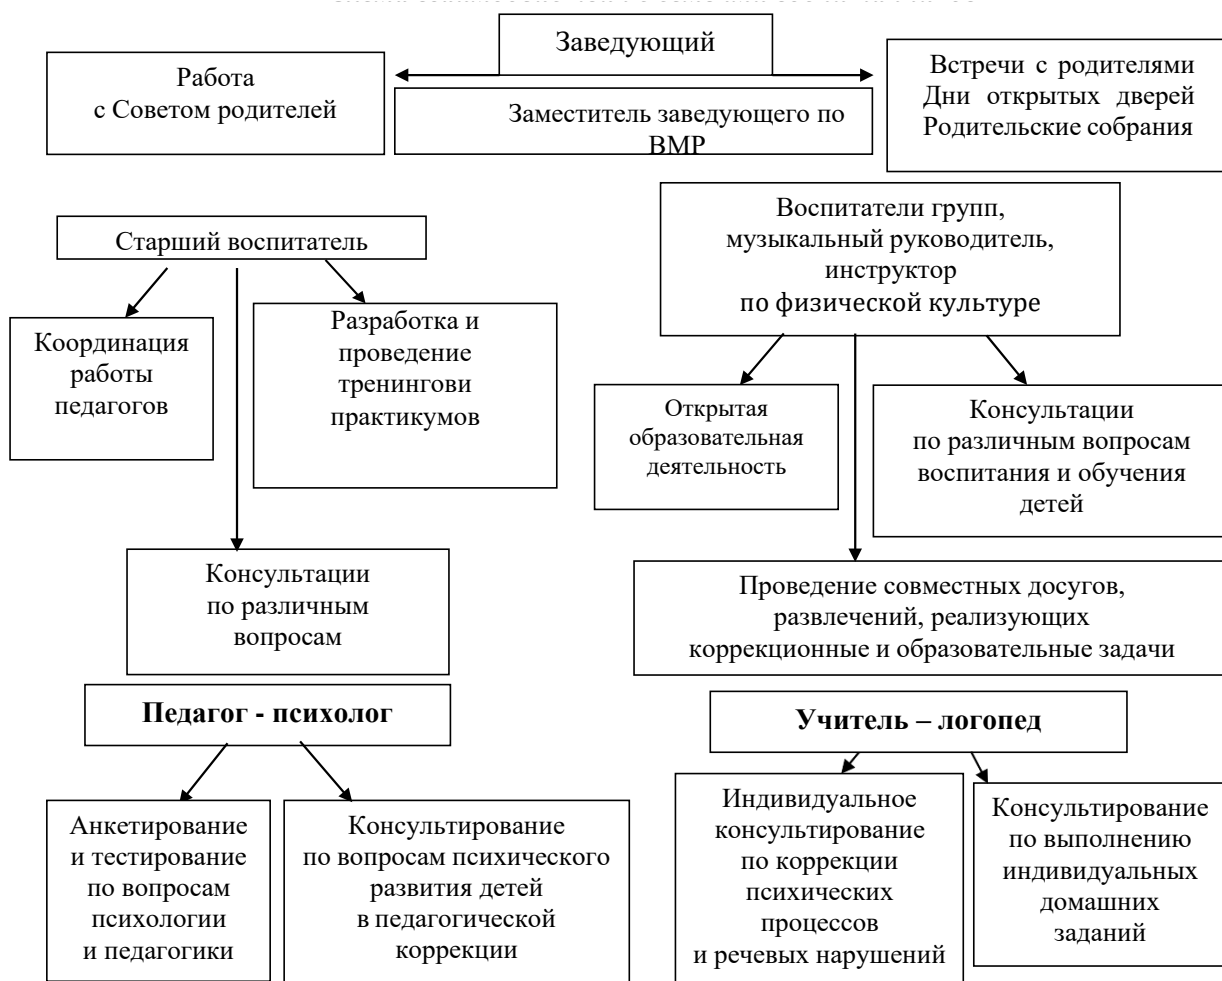 Заведующий
Работа
с Советом родителей
Заместитель заведующего по
ВМР
Встречи с родителями
Дни открытых дверей
Родительские собрания
Старший воспитатель
Воспитатели групп,
музыкальный руководитель,
инструктор
по физической культуре
Координация
работы
педагогов
Разработка и
проведение
тренингови
практикумов
Открытая
образовательная
деятельность
Консультации
по различным вопросам
воспитания и обучения
детей
Консультации
по различным
вопросам
Проведение совместных досугов,
развлечений, реализующих
коррекционные и образовательные задачи
Педагог - психолог
Учитель – логопед
Анкетирование
и тестирование
по вопросам
психологии
и педагогики
Консультирование
по вопросам психического
развития детей
в педагогической
коррекции
Индивидуальное
консультирование
по коррекции
психических
процессов
и речевых нарушений
Консультирование
по выполнению
индивидуальных
домашних
заданий